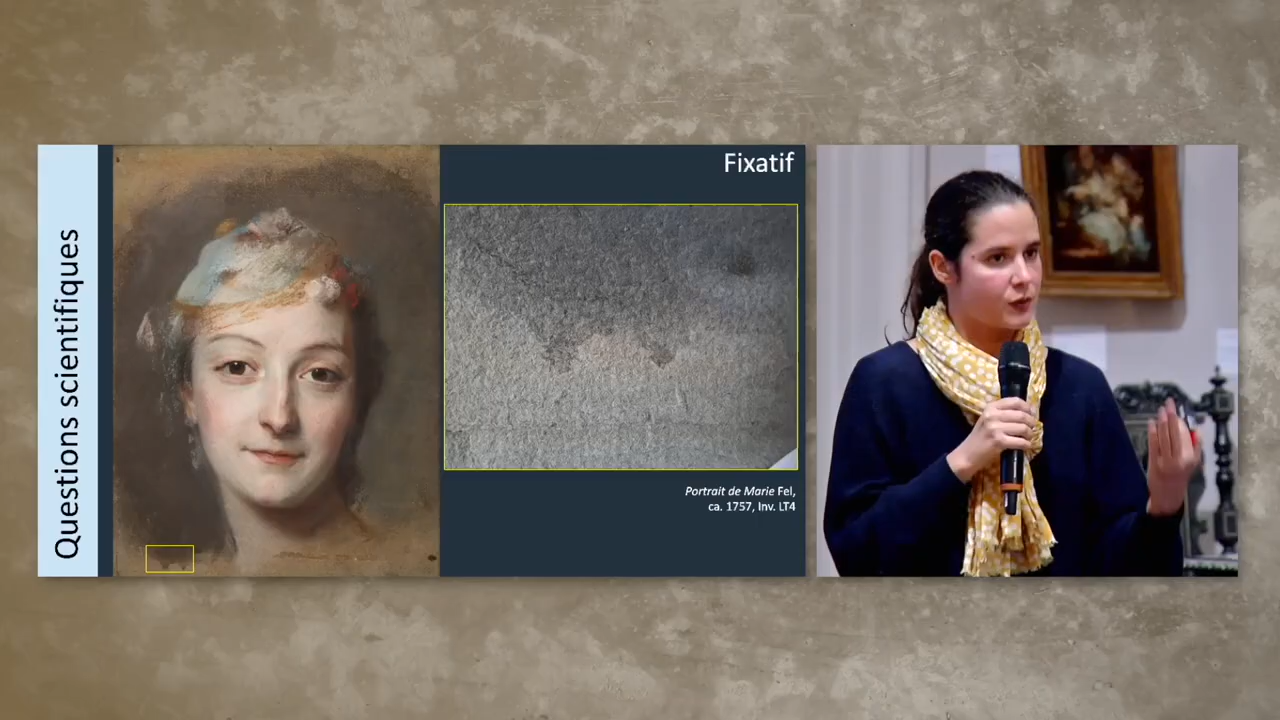 Questions scientifiques
Fixatif
Portrait de Marie Fel,
ca. 1757, Inv. LT4